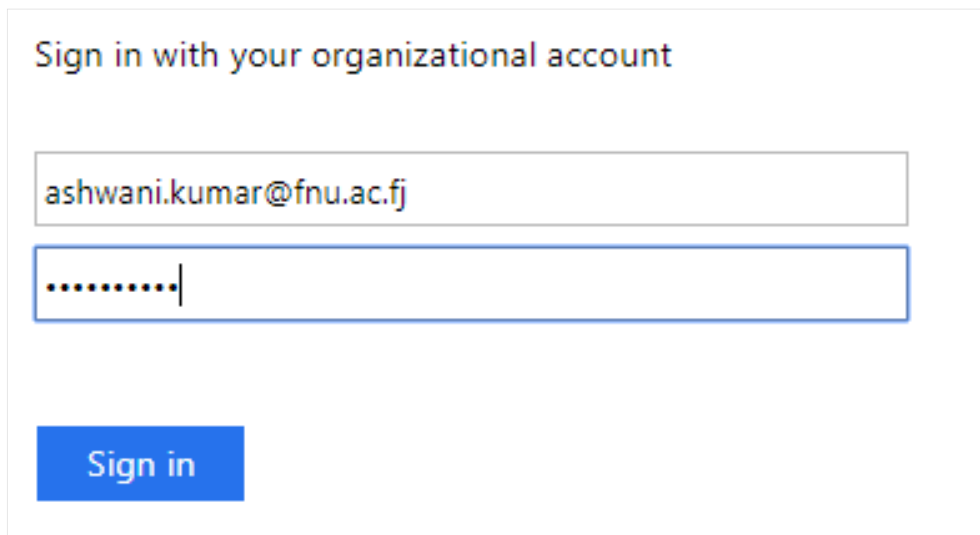 Sign in with your organizational account
ashwani.kumar@fnu.ac.fj
••••••••••
Sign in